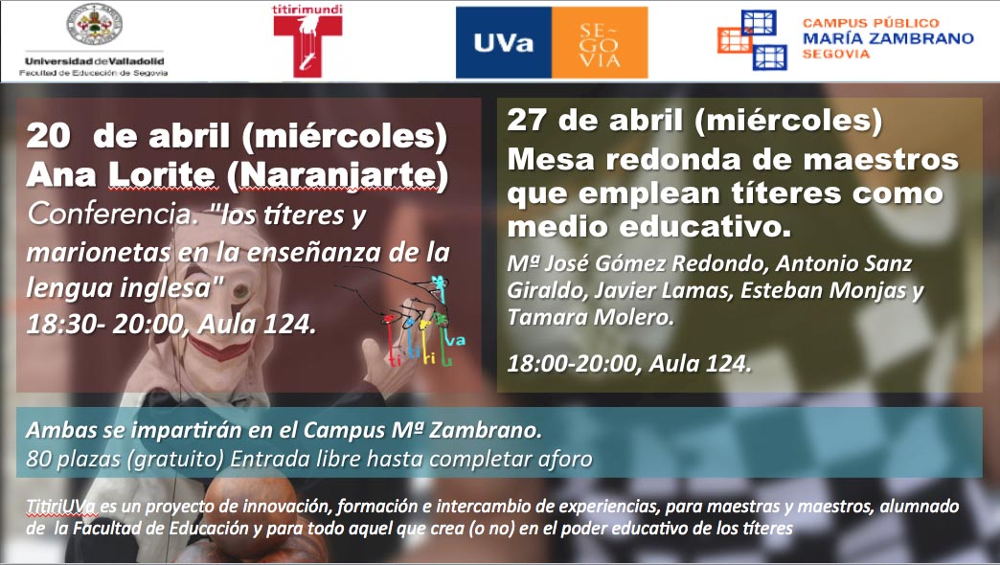 Universidad de Valladolid
Facultad de Educación de Segovia
titirimundi
UVa
SE~
GO
VIA
CAMPUS PÚBLICO
MARÍA ZAMBRANO
SEGOVIA
20 de abril (miércoles)
Ana Lorite (Naranjarte)
Conferencia. "los títeres y
marionetas en la enseñanza de la
lengua inglesa"
18:30- 20:00, Aula 124.
ti ti ri u va
27 de abril (miércoles)
Mesa redonda de maestros
que emplean títeres como
medio educativo.
Mª José Gómez Redondo, Antonio Sanz
Giraldo, Javier Lamas, Esteban Monjas y
Tamara Molero.
18:00-20:00, Aula 124.
Ambas se impartirán en el Campus Mª Zambrano.
80 plazas (gratuito) Entrada libre hasta completar aforo
TitiriUVa es un proyecto de innovación, formación e intercambio de experiencias, para maestras y maestros, alumnado
de la Facultad de Educación y para todo aquel que crea (o no) en el poder educativo de los títeres